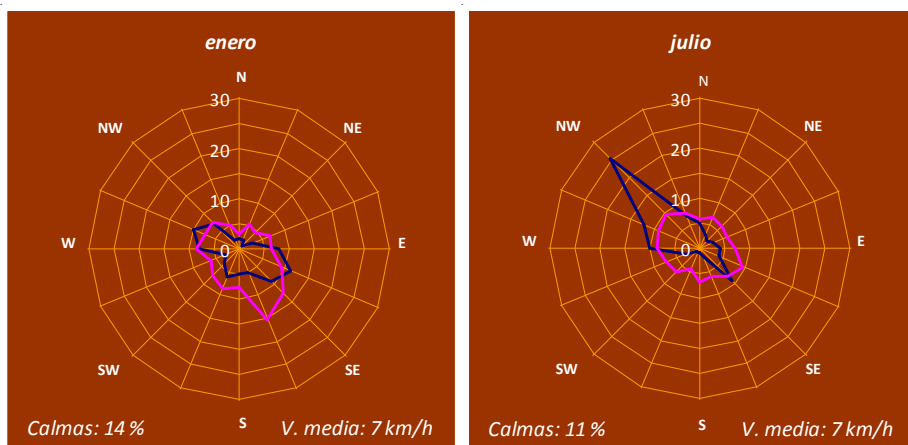 enero
N
30
NW
NE
20
10
W
0
E
SW
SE
S
Calmas: 14 %
V. media: 7 km/h
julio
N
30
NW
NE
20
10
W
0
E
SW
SE
S
Calmas: 11 %
V. media: 7 km/h